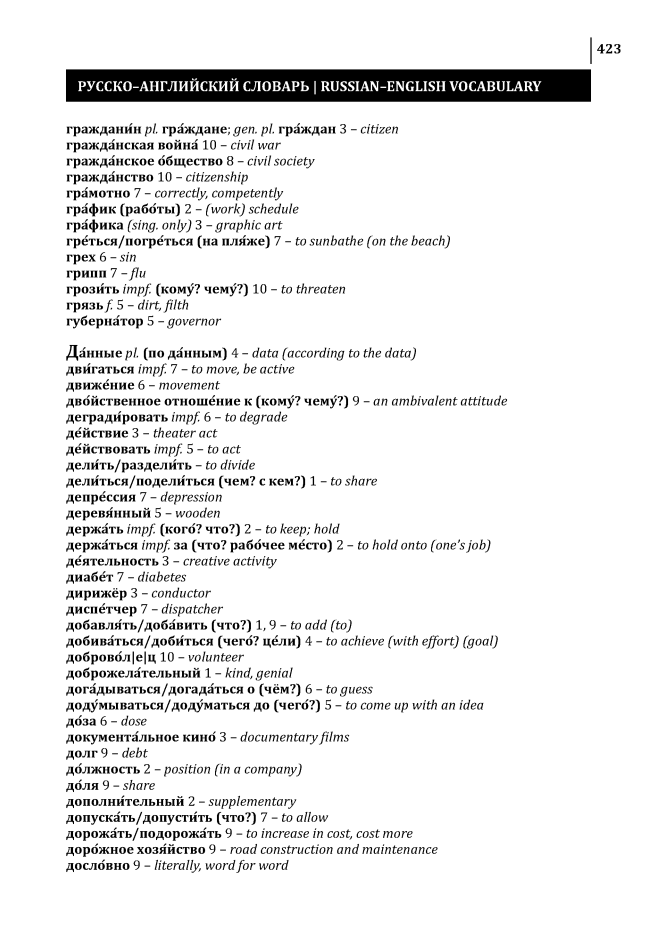 423
РУССКО–АНГЛИЙСКИЙ СЛОВАРЬ | RUSSIAN–ENGLISH VOCABULARY
граждани́н pl. гра́ждане; gen. pl. гра́ждан 3 – citizen
гражда́нская война́ 10 – civil war
гражда́нское о́бщество 8 – civil society
гражда́нство 10 – citizenship
гра́мотно 7 – correctly, competently
гра́фик (рабо́ты) 2 – (work) schedule
гра́фика (sing. only) 3 – graphic art
гре́ться/погре́ться (на пля́же) 7 – to sunbathe (on the beach)
грех 6 – sin
грипп 7 – flu
грози́ть impf. (кому́? чему́?) 10 – to threaten
грязь f. 5 – dirt, filth
губерна́тор 5 – governor
Да́нные pl. (по да́нным) 4 – data (according to the data)
дви́гаться impf. 7 – to move, be active
движе́ние 6 – movement
дво́йственное отноше́ние к (кому́? чему́?) 9 – an ambivalent attitude
дегради́ровать impf. 6 – to degrade
де́йствие 3 – theater act
де́йствовать impf. 5 – to act
дели́ть/раздели́ть – to divide
дели́ться/подели́ться (чем? с кем?) 1 – to share
депре́ссия 7 – depression
деревя́нный 5 – wooden
держа́ть impf. (кого́? что?) 2 – to keep; hold
держа́ться impf. за (что? рабо́чее ме́сто) 2 – to hold onto (one’s job)
де́ятельность 3 – creative activity
диабе́т 7 – diabetes
дирижёр 3 – conductor
диспе́тчер 7 – dispatcher
добавля́ть/доба́вить (что?) 1, 9 – to add (to)
добива́ться/доби́ться (чего́? це́ли) 4 – to achieve (with effort) (goal)
доброво́л|е|ц 10 – volunteer
доброжела́тельный 1 – kind, genial
дога́дываться/догада́ться о (чём?) 6 – to guess
доду́мываться/доду́маться до (чего́?) 5 – to come up with an idea
до́за 6 – dose
документа́льное кино́ 3 – documentary films
долг 9 – debt
до́лжность 2 – position (in a company)
до́ля 9 – share
дополни́тельный 2 – supplementary
допуска́ть/допусти́ть (что?) 7 – to allow
дорожа́ть/подорожа́ть 9 – to increase in cost, cost more
доро́жное хозя́йство 9 – road construction and maintenance
досло́вно 9 – literally, word for word